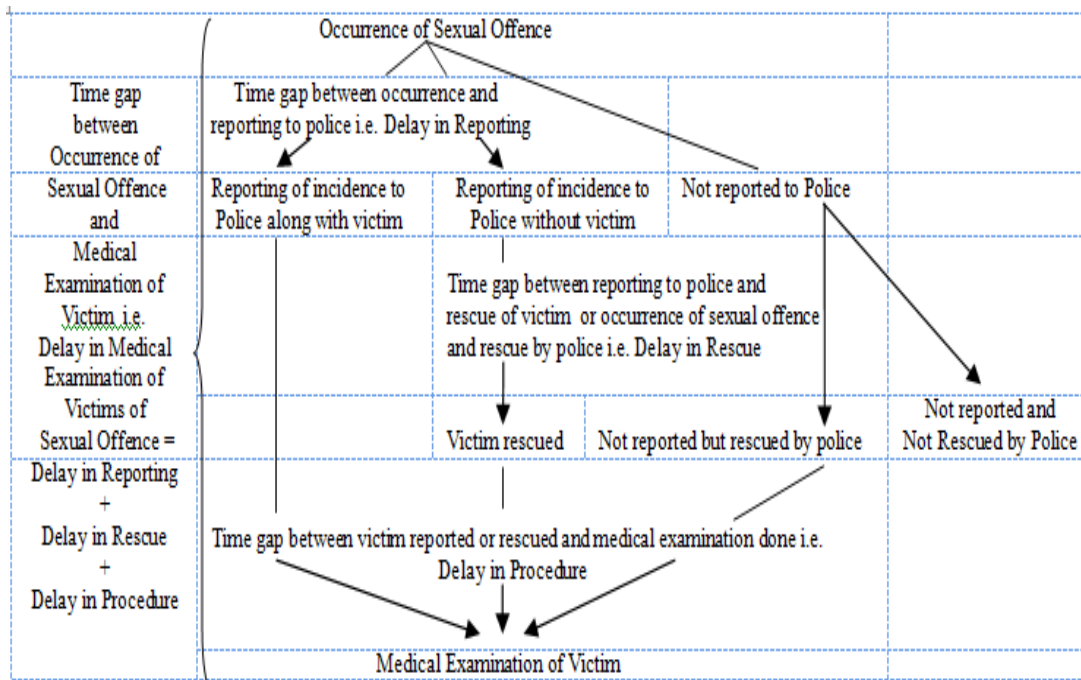 Occurrence of Sexual Offence
Time gap
between
Occurrence of
Sexual Offence
and
Medical
Examination of
Victim i.e.
Delay in Medical
Examination of
Victims of
Sexual Offence =
Delay in Reporting
+
Delay in Rescue
+
Delay in Procedure
Time gap between occurrence and
reporting to police i.e. Delay in Reporting
Reporting of incidence to
Police along with victim
Reporting of incidence to
Police without victim
Not reported to Police
Time gap between reporting to police and
rescue of victim or occurrence of sexual offence
and rescue by police i.e. Delay in Rescue
Victim rescued
Not reported but rescued by police
Not reported and
Not Rescued by Police
Time gap between victim reported or rescued and medical examination done i.e.
Delay in Procedure
Medical Examination of Victim